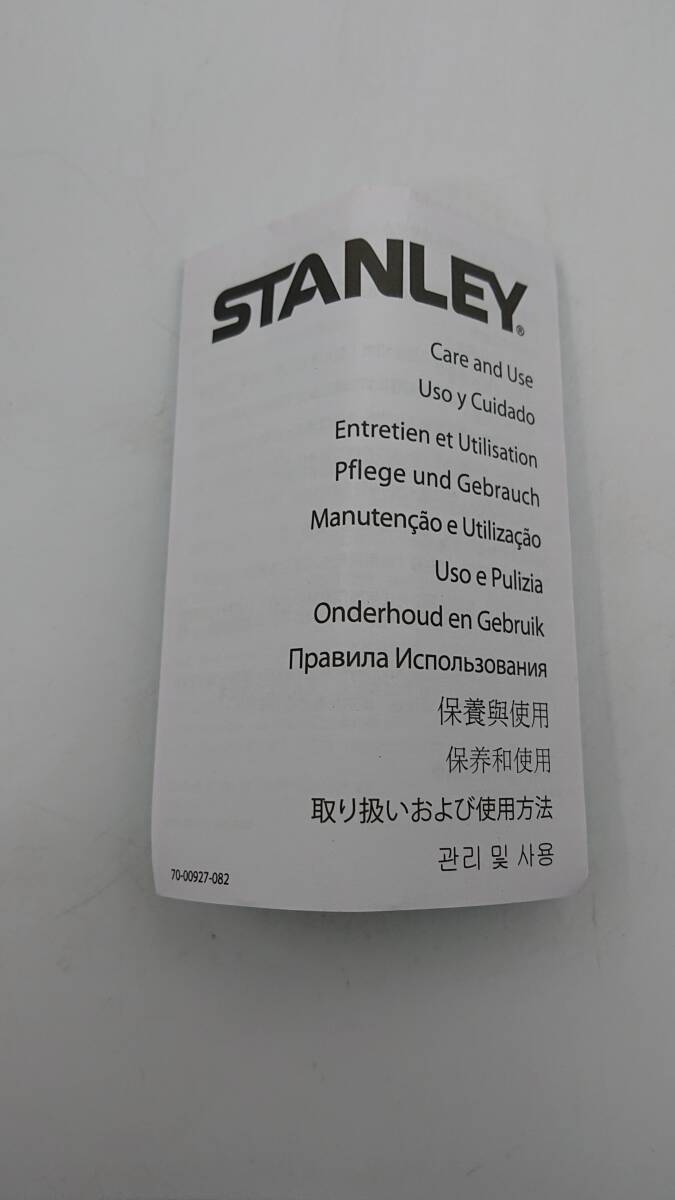 STANLEY®
Care and Use
Uso y Cuidado
Entretien et Utilisation
Pflege und Gebrauch
Manutenção e Utilização
Uso e Pulizia
Onderhoud en Gebruik
Правила Использования
保養與使用
保养和使用
取り扱いおよび使用方法
관리 및 사용
70-00927-082